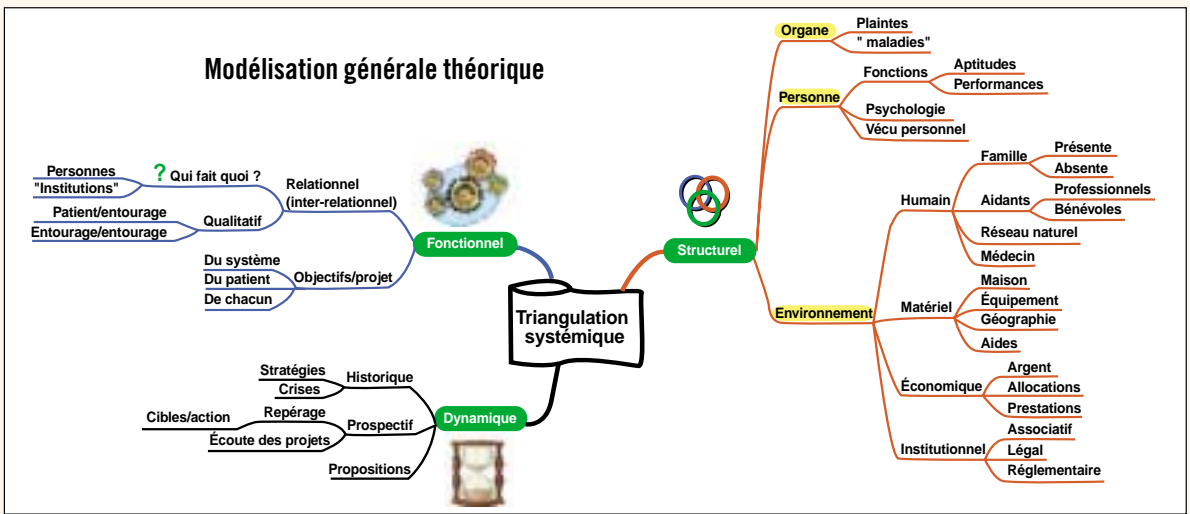 Modélisation générale théorique
Triangulation
systémique
Structurel
Organe
Plaintes
" maladies"
Personne
Fonctions
Aptitudes
Performances
Psychologie
Vécu personnel
Environnement
Humain
Famille
Présente
Absente
Aidants
Professionnels
Bénévoles
Réseau naturel
Médecin
Matériel
Maison
Équipement
Géographie
Aides
Économique
Argent
Allocations
Prestations
Institutionnel
Associatif
Légal
Réglementaire
Fonctionnel
Relationnel
(inter-relationnel)
? Qui fait quoi ?
Personnes
"Institutions"
Qualitatif
Patient/entourage
Entourage/entourage
Objectifs/projet
Du système
Du patient
De chacun
Dynamique
Historique
Stratégies
Crises
Prospectif
Repérage
Cibles/action
Écoute des projets
Propositions